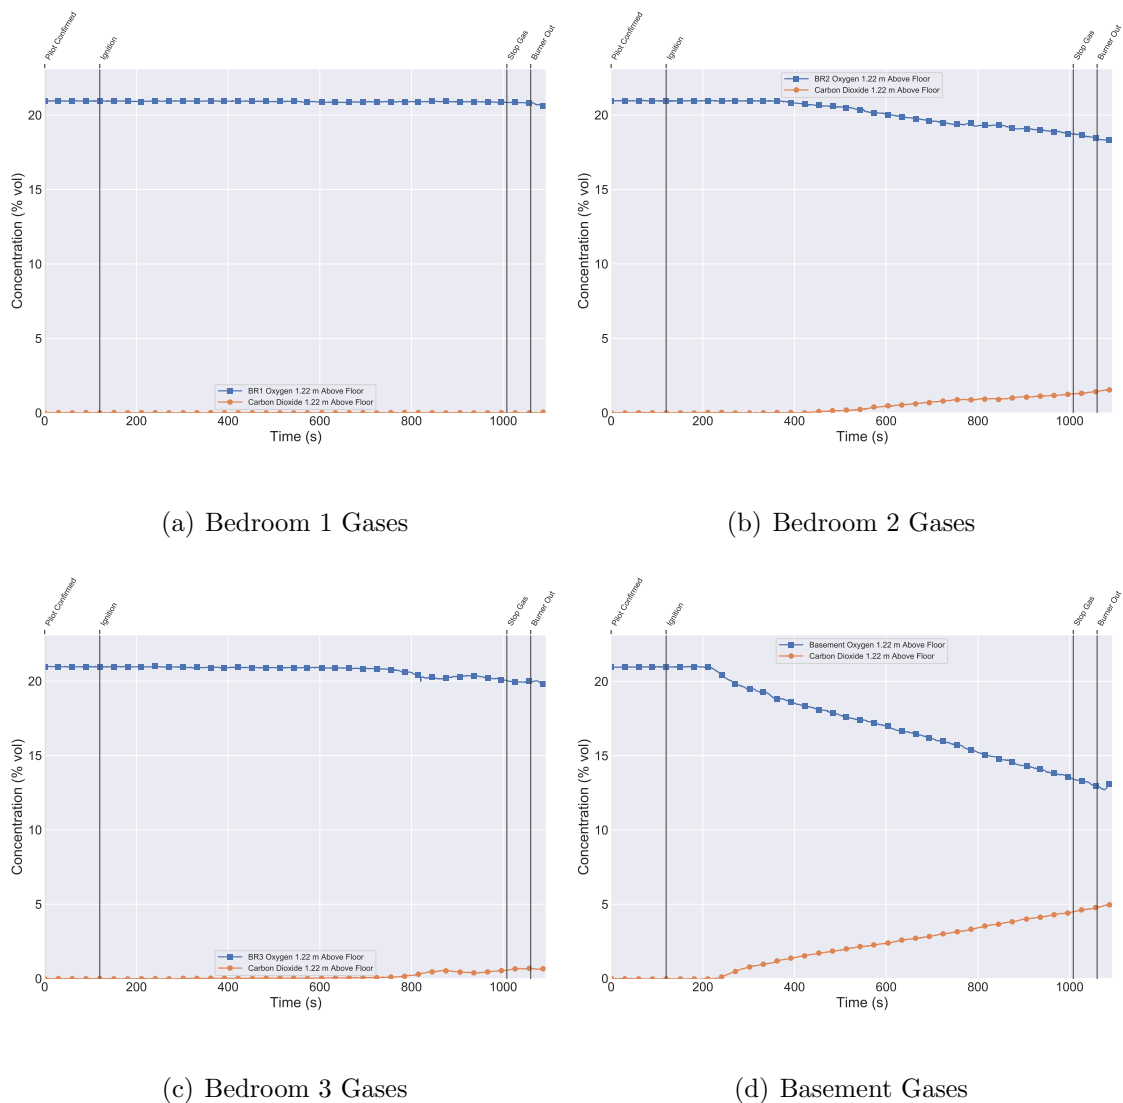 Pilot Confirmed
Ignition
Stop Gas
Burner Out
Concentration (% vol)
20
15
10
5
0
BR1 Oxygen 1.22 m Above Floor
Carbon Dioxide 1.22 m Above Floor
0 200 400 600 800 1000
Time (s)
(a) Bedroom 1 Gases
Pilot Confirmed
Ignition
Stop Gas
Burner Out
BR2 Oxygen 1.22 m Above Floor
Carbon Dioxide 1.22 m Above Floor
Concentration (% vol)
20
15
10
5
0
0 200 400 600 800 1000
Time (s)
(b) Bedroom 2 Gases
Pilot Confirmed
Ignition
Stop Gas
Burner Out
Concentration (% vol)
20
15
10
5
0
BR3 Oxygen 1.22 m Above Floor
Carbon Dioxide 1.22 m Above Floor
0 200 400 600 800 1000
Time (s)
(c) Bedroom 3 Gases
Pilot Confirmed
Ignition
Stop Gas
Burner Out
Basement Oxygen 1.22 m Above Floor
Carbon Dioxide 1.22 m Above Floor
Concentration (% vol)
20
15
10
5
0
0 200 400 600 800 1000
Time (s)
(d) Basement Gases